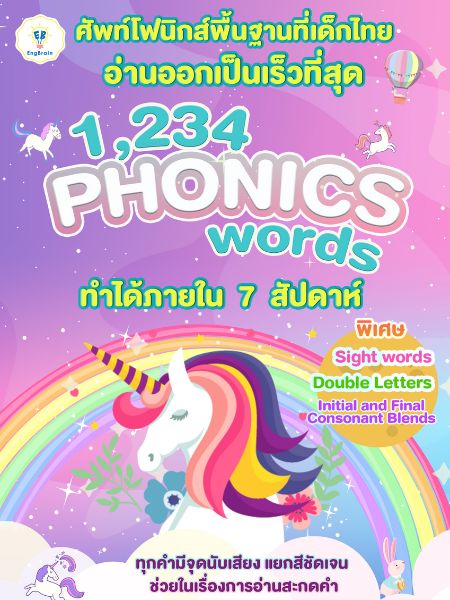 EB
EngBrain
ศัพท์โฟนิกส์พื้นฐานที่เด็กไทย
อ่านออกเป็นเร็วที่สุด
1,234
PHONICS
words
ทำได้ภายใน 7 สัปดาห์
พิเศษ
Sight words
Double Letters
Initial and Final
Consonant Blends
ทุกคำมีจุดนับเสียง แยกสีชัดเจน
ช่วยในเรื่องการอ่านสะกดคำ